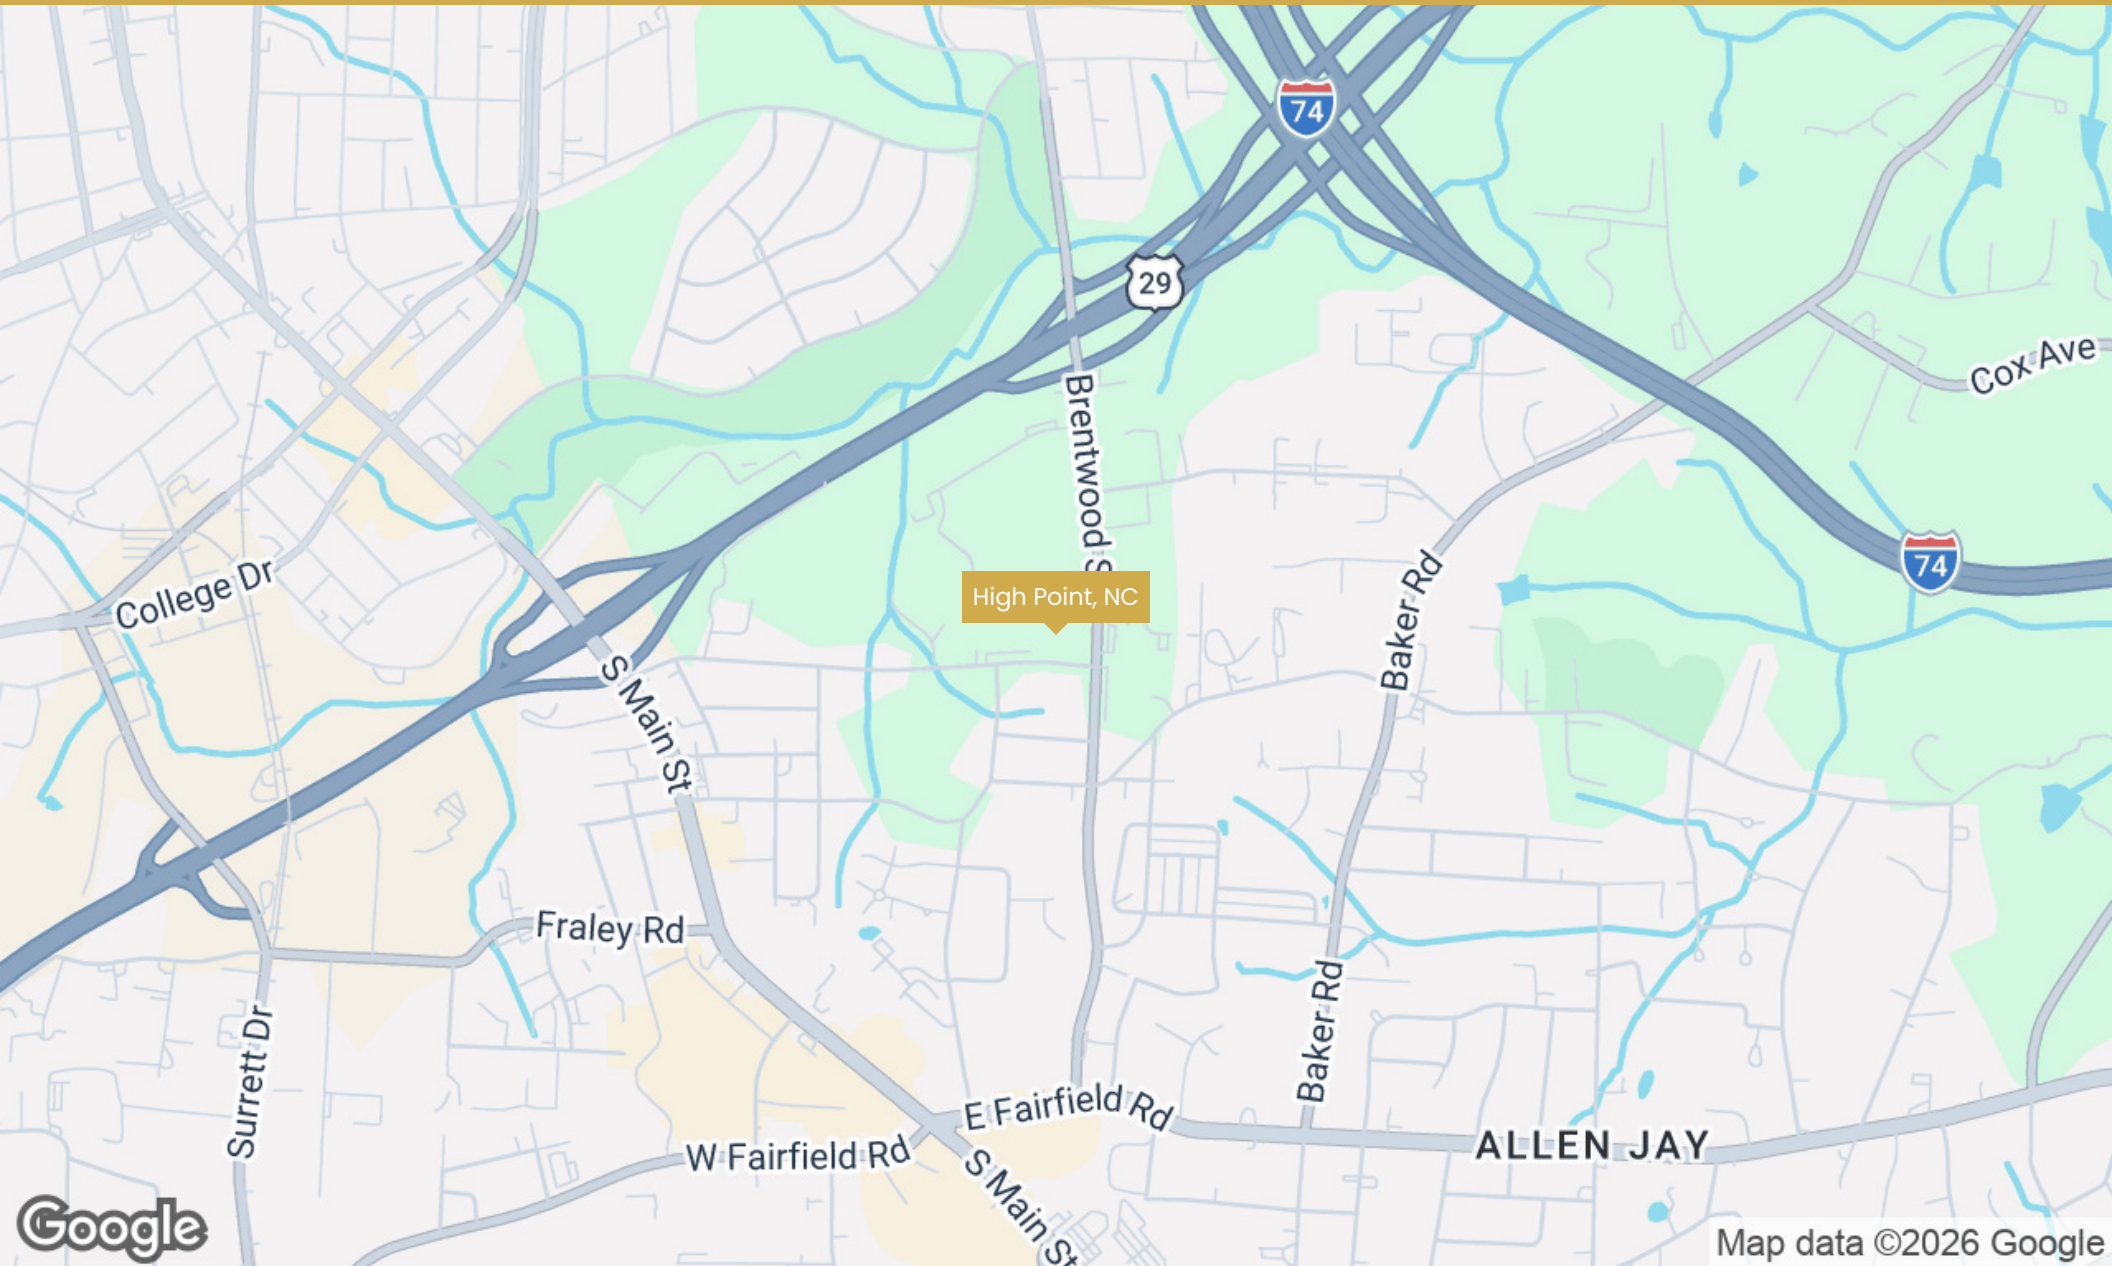 74
29
Cox Ave
Brentwood S
74
College Dr
High Point, NC
Baker Rd
S Main St
Fraley Rd
Baker Rd
Surrett Dr
E Fairfield Rd
ALLEN JAY
W Fairfield Rd
S Main St
Google
Map data ©2026 Google